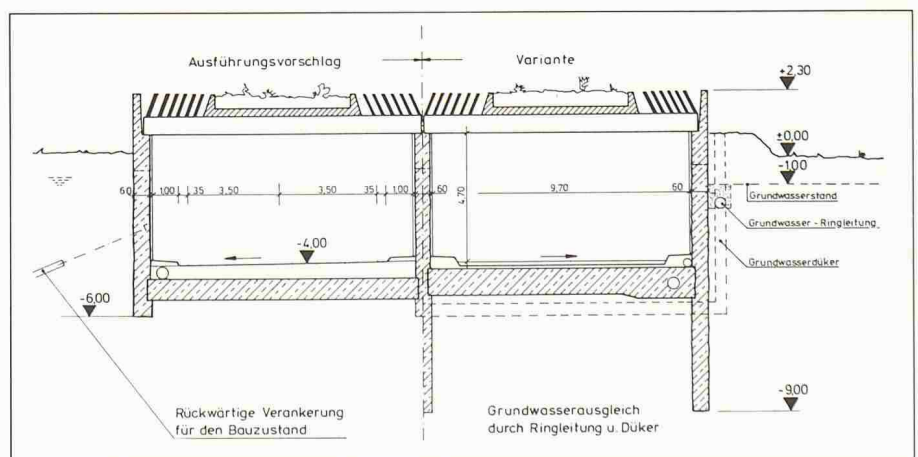 Ausführungsvorschlag
Variante
+2,30
±0,00
-1,00
60 1,00 35 3,50 3,50 35 1,00 60 9,70 60
4,70
Grundwasserstand
Grundwasser - Ringleitung
Grundwasserdüker
-4,00
-6,00
-9,00
Rückwärtige Verankerung
für den Bauzustand
Grundwasserausgleich
durch Ringleitung u. Düker